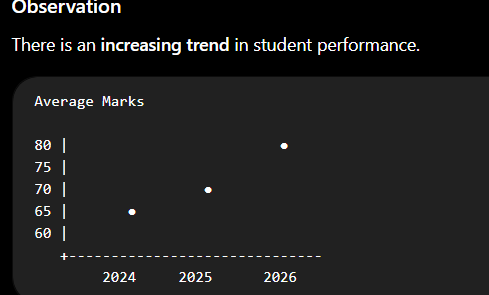 Observation
There is an increasing trend in student performance.
Average Marks
80 |                          ●
75 |
70 |                ●
65 |       ●
60 |
   +------------------------------
        2024     2025      2026